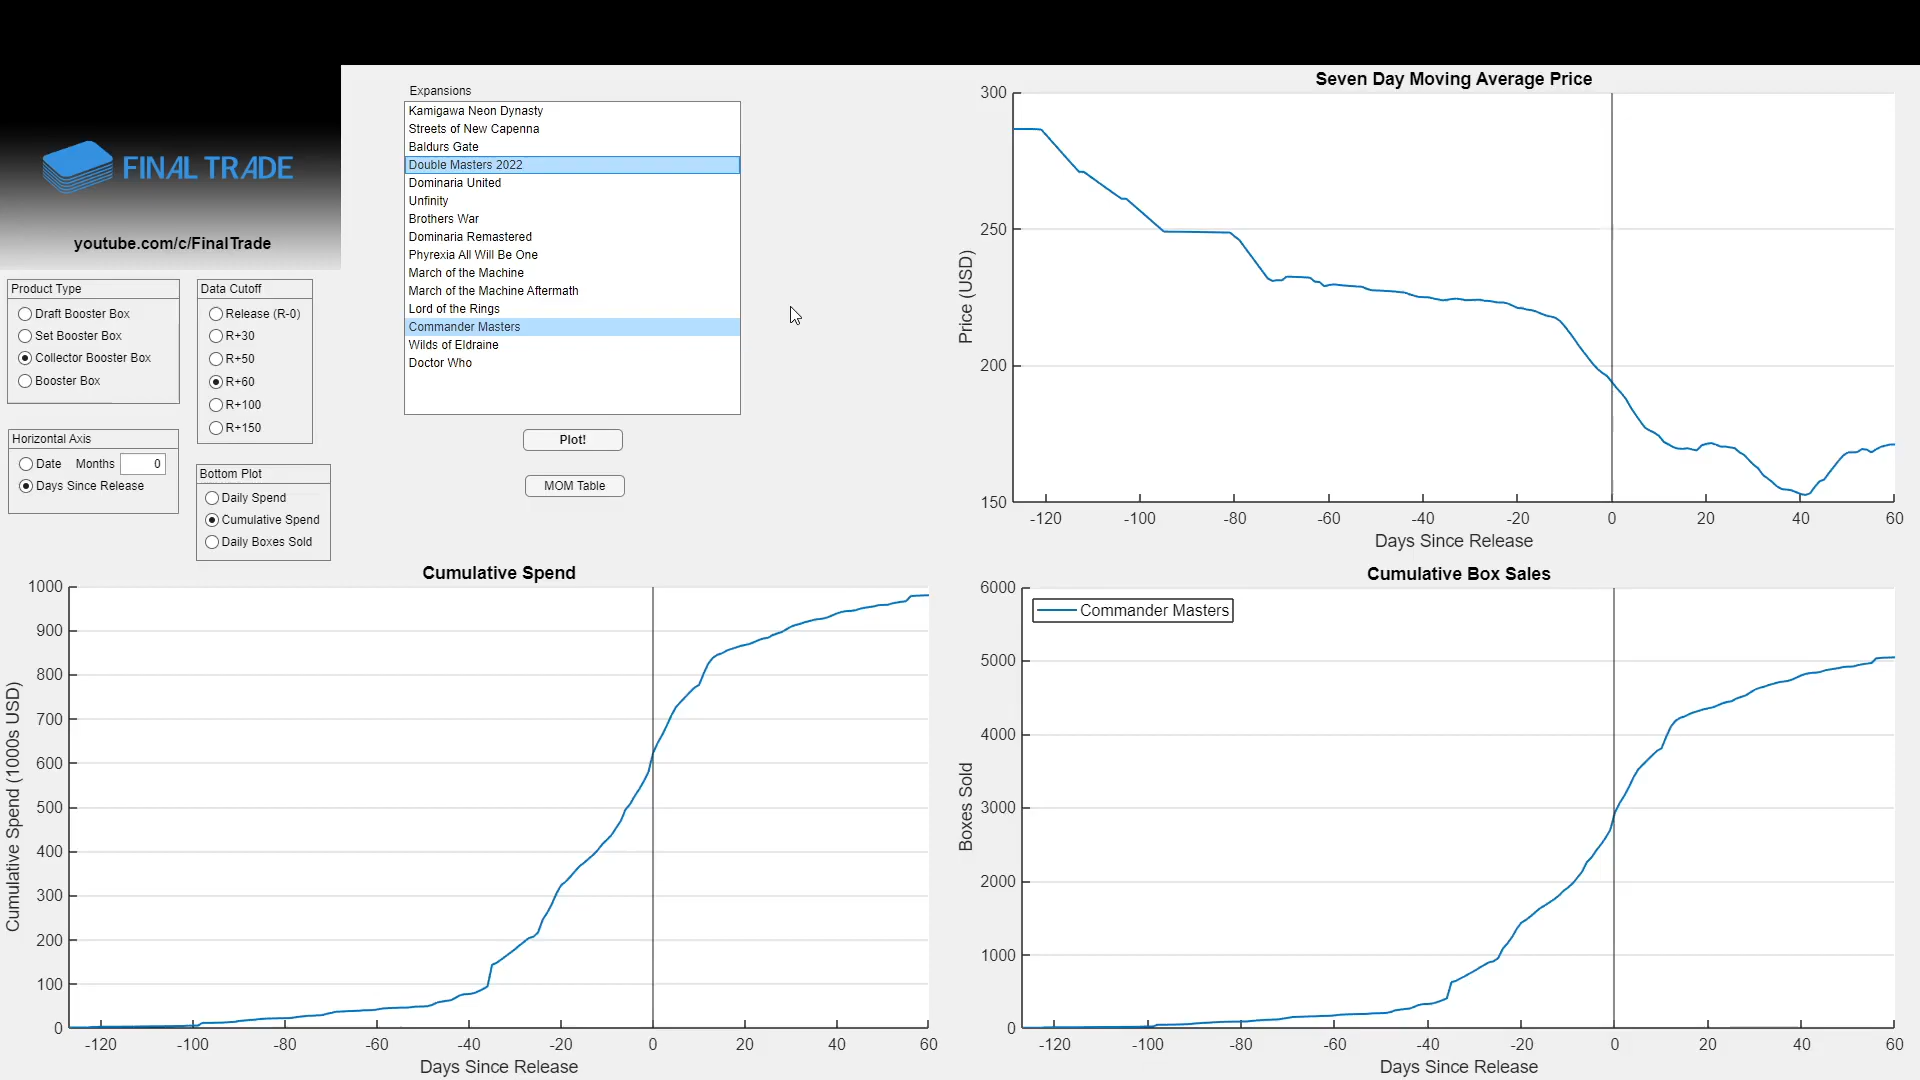 FINAL TRADE
youtube.com/c/FinalTrade
Expansions
Kamigawa Neon Dynasty
Streets of New Capenna
Baldurs Gate
Double Masters 2022
Dominaria United
Unfinity
Brothers War
Dominaria Remastered
Phyrexia All Will Be One
March of the Machine
March of the Machine Aftermath
Lord of the Rings
Commander Masters
Wilds of Eldraine
Doctor Who
Plot!
MOM Table
Product Type
Draft Booster Box
Set Booster Box
Collector Booster Box
Booster Box
Data Cutoff
Release (R-0)
R+30
R+50
R+60
R+100
R+150
Horizontal Axis
Date Months 0
Days Since Release
Bottom Plot
Daily Spend
Cumulative Spend
Daily Boxes Sold
Seven Day Moving Average Price
Price (USD)
300
250
200
150
-120 -100 -80 -60 -40 -20 0 20 40 60
Days Since Release
Cumulative Spend
Cumulative Spend (1000s USD)
1000
900
800
700
600
500
400
300
200
100
0
-120 -100 -80 -60 -40 -20 0 20 40 60
Days Since Release
Cumulative Box Sales
Commander Masters
Boxes Sold
6000
5000
4000
3000
2000
1000
0
-120 -100 -80 -60 -40 -20 0 20 40 60
Days Since Release